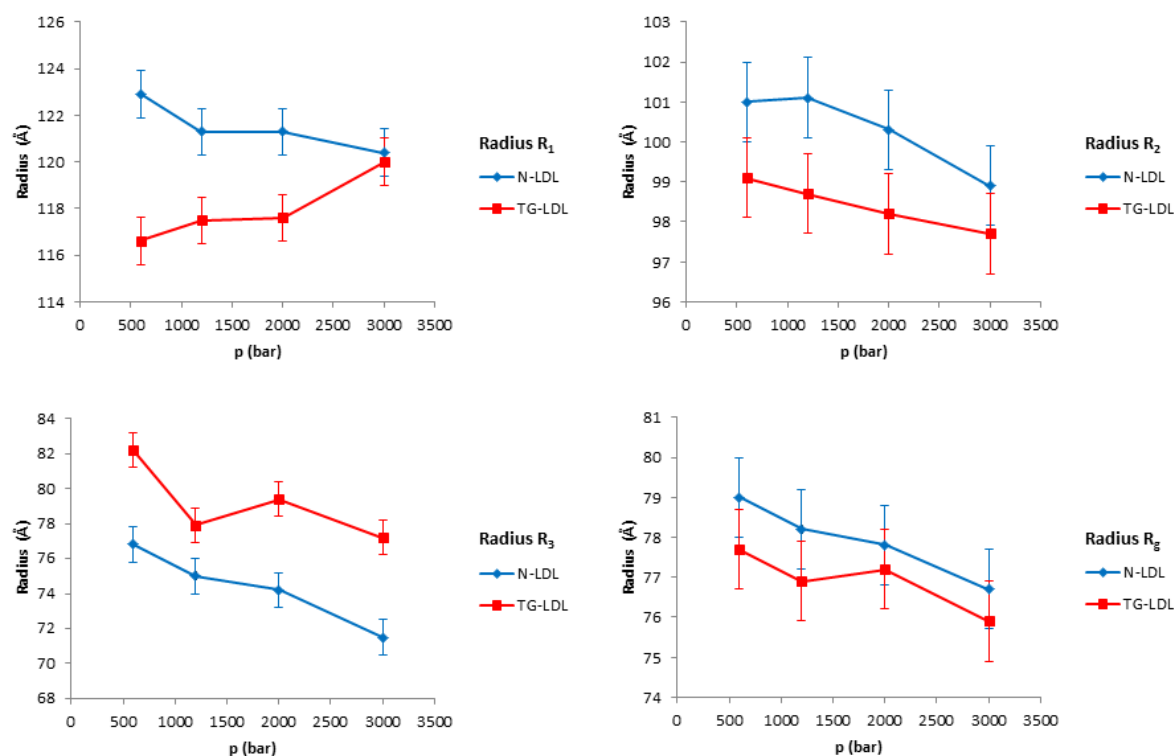 126
124
122
120
118
116
114
Radius (Å)
0 500 1000 1500 2000 2500 3000 3500
p (bar)
Radius R₁
N-LDL
TG-LDL
103
102
101
100
99
98
97
96
Radius (Å)
0 500 1000 1500 2000 2500 3000 3500
p (bar)
Radius R₂
N-LDL
TG-LDL
84
82
80
78
76
74
72
70
68
Radius (Å)
0 500 1000 1500 2000 2500 3000 3500
p (bar)
Radius R₃
N-LDL
TG-LDL
81
80
79
78
77
76
75
74
Radius (Å)
0 500 1000 1500 2000 2500 3000 3500
p (bar)
Radius Rg
N-LDL
TG-LDL